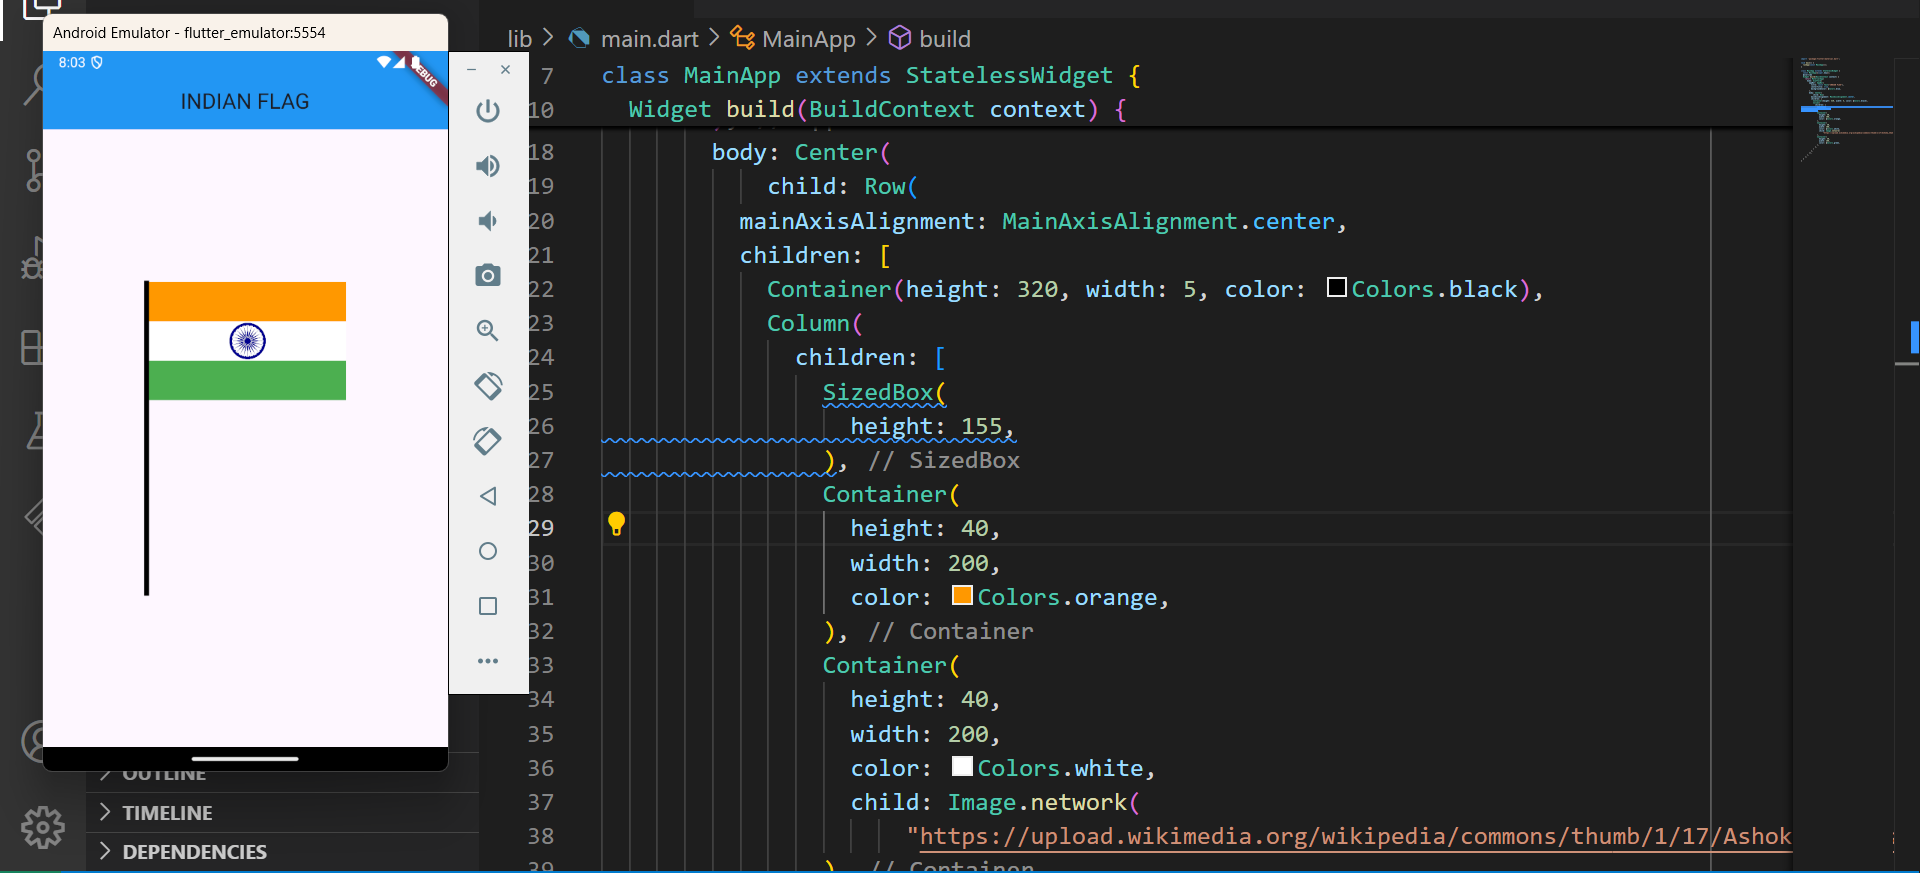 Android Emulator - flutter_emulator:5554
8:03
DEBUG
INDIAN FLAG
OUTLINE
TIMELINE
DEPENDENCIES
lib > main.dart > MainApp > build
7 class MainApp extends StatelessWidget {
10 Widget build(BuildContext context) {
18 body: Center(
19 child: Row(
20 mainAxisAlignment: MainAxisAlignment.center,
21 children: [
22 Container(height: 320, width: 5, color: Colors.black),
23 Column(
24 children: [
25 SizedBox(
26 height: 155,
27 ), // SizedBox
28 Container(
29 height: 40,
30 width: 200,
31 color: Colors.orange,
32 ), // Container
33 Container(
34 height: 40,
35 width: 200,
36 color: Colors.white,
37 child: Image.network(
38 "https://upload.wikimedia.org/wikipedia/commons/thumb/1/17/Ashok
39 ), // Container